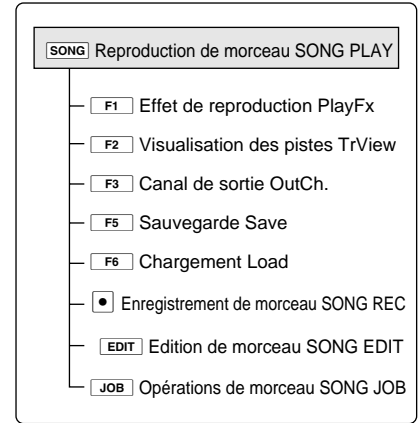 SONG Reproduction de morceau SONG PLAY
F1 Effet de reproduction PlayFx
F2 Visualisation des pistes TrView
F3 Canal de sortie OutCh.
F5 Sauvegarde Save
F6 Chargement Load
Enregistrement de morceau SONG REC
EDIT Edition de morceau SONG EDIT
JOB Opérations de morceau SONG JOB